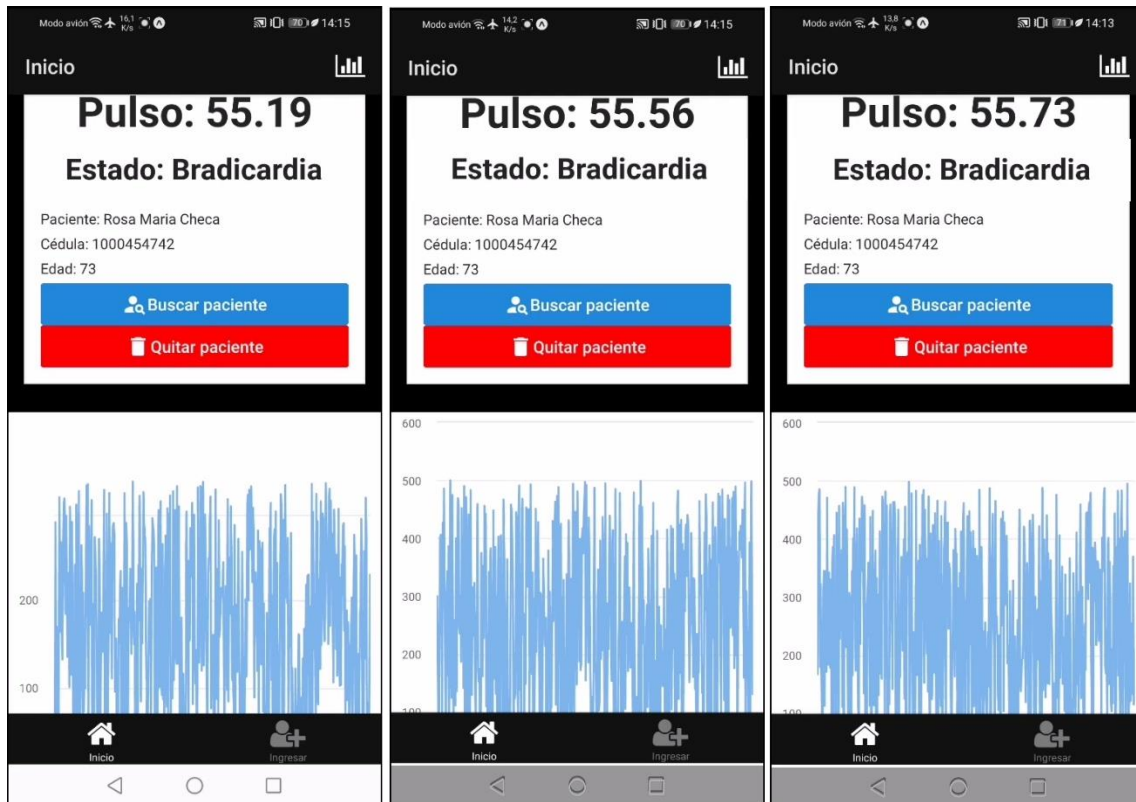 Modo avión 16,1 K/s 70 14:15
Inicio
Pulso: 55.19
Estado: Bradicardia
Paciente: Rosa Maria Checa
Cédula: 1000454742
Edad: 73
Buscar paciente
Quitar paciente
200
100
Inicio
Ingresar
Modo avión 14,2 K/s 70 14:15
Inicio
Pulso: 55.56
Estado: Bradicardia
Paciente: Rosa Maria Checa
Cédula: 1000454742
Edad: 73
Buscar paciente
Quitar paciente
600
500
400
300
200
100
Inicio
Ingresar
Modo avión 13,8 K/s 71 14:13
Inicio
Pulso: 55.73
Estado: Bradicardia
Paciente: Rosa Maria Checa
Cédula: 1000454742
Edad: 73
Buscar paciente
Quitar paciente
600
500
400
300
200
100
Inicio
Ingresar